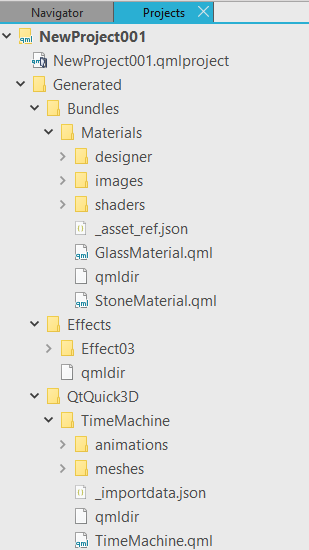 Navigator Projects
NewProject001
NewProject001.qmlproject
Generated
Bundles
Materials
designer
images
shaders
_asset_ref.json
GlassMaterial.qml
qmldir
StoneMaterial.qml
Effects
Effect03
qmldir
QtQuick3D
TimeMachine
animations
meshes
_importdata.json
qmldir
TimeMachine.qml